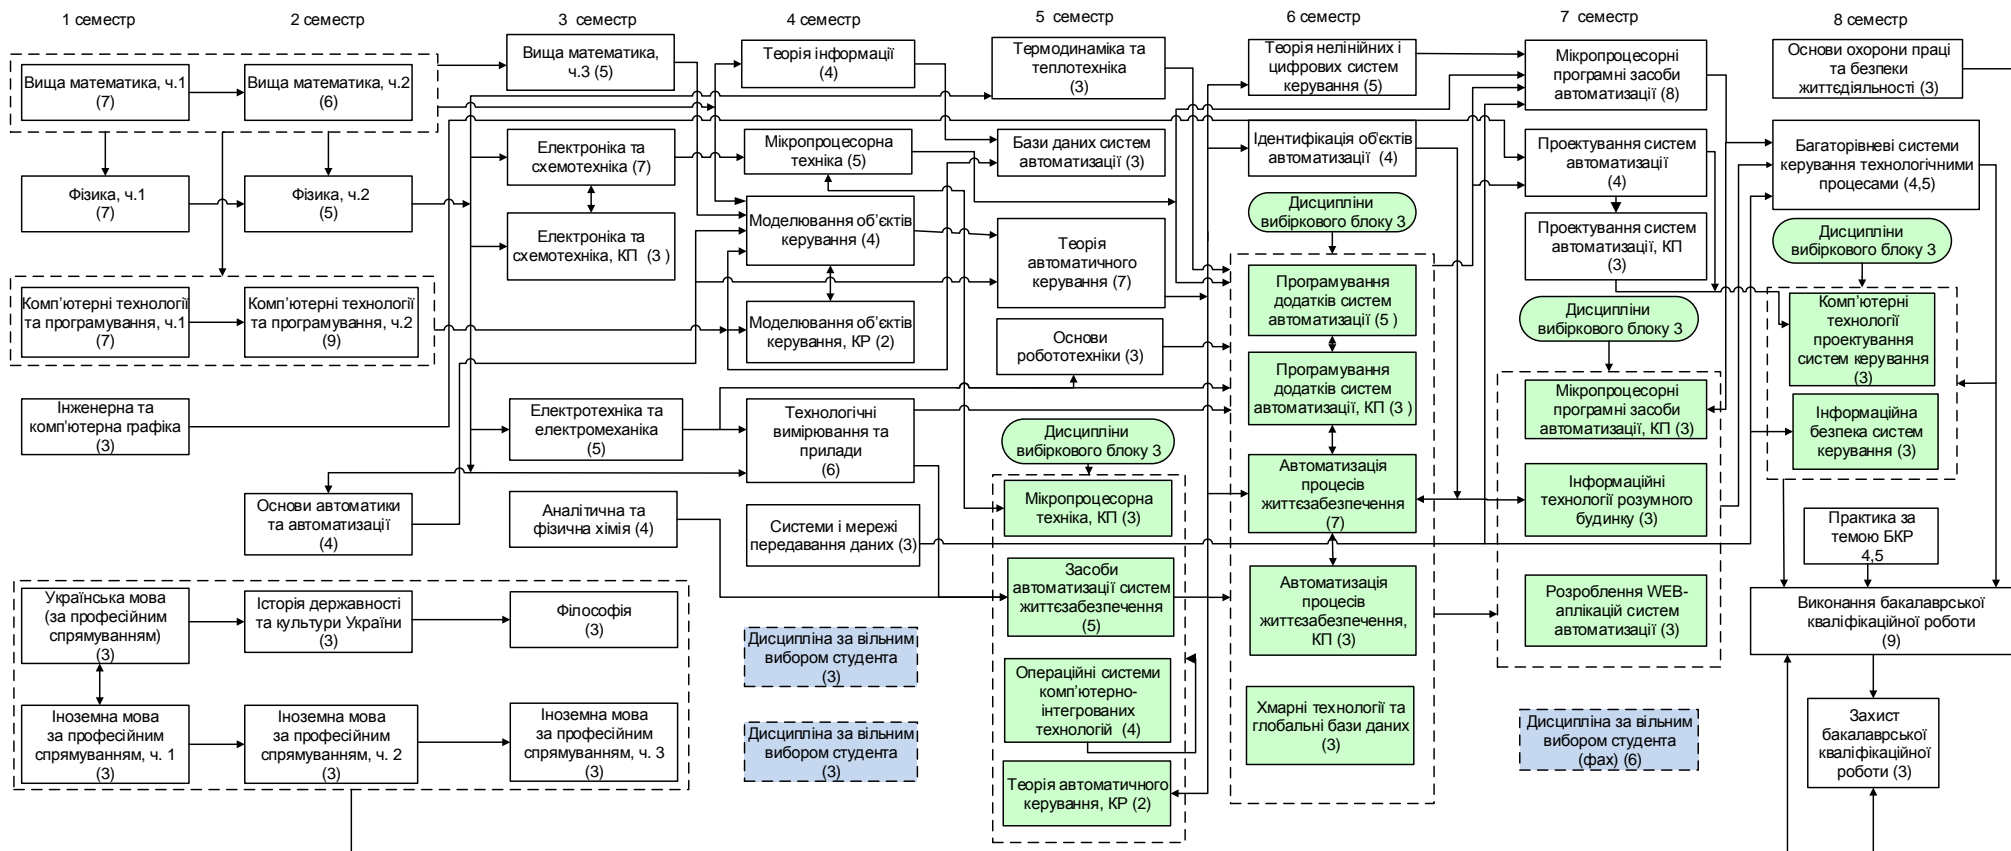 1 семестр
2 семестр
3 семестр
4 семестр
5 семестр
6 семестр
7 семестр
8 семестр
Вища математика, ч.1
(7)
Фізика, ч.1
(7)
Комп'ютерні технології
та програмування, ч.1
(7)
Інженерна та
комп'ютерна графіка
(3)
Українська мова
(за професійним
спрямуванням)
(3)
Іноземна мова
за професійним
спрямуванням, ч. 1
(3)
Вища математика, ч.2
(6)
Фізика, ч.2
(5)
Комп'ютерні технології
та програмування, ч.2
(9)
Основи автоматики
та автоматизації
(4)
Історія державності
та культури України
(3)
Іноземна мова
за професійним
спрямуванням, ч. 2
(3)
Вища математика,
ч.3 (5)
Електроніка та
схемотехніка (7)
Електроніка та
схемотехніка, КП (3 )
Електротехніка та
електромеханіка
(5)
Аналітична та
фізична хімія (4)
Філософія
(3)
Іноземна мова
за професійним
спрямуванням, ч. 3
(3)
Теорія інформації
(4)
Мікропроцесорна
техніка (5)
Моделювання об'єктів
керування (4)
Моделювання об'єктів
керування, КР (2)
Технологічні
вимірювання та
прилади
(6)
Системи і мережі
передавання даних (3)
Дисципліна за вільним
вибором студента
(3)
Дисципліна за вільним
вибором студента
(3)
Термодинаміка та
теплотехніка
(3)
Бази даних систем
автоматизації (3)
Теорія
автоматичного
керування
(7)
Основи
робототехніки (3)
Дисципліни
вибіркового блоку 3
Мікропроцесорна
техніка, КП (3)
Засоби
автоматизації систем
життєзабезпечення
(5)
Операційні системи
комп'ютерно-
інтегрованих
технологій (4)
Теорія автоматичного
керування, КР (2)
Теорія нелінійних і
цифрових систем
керування (5)
Ідентифікація об'єктів
автоматизації (4)
Дисципліни
вибіркового блоку 3
Програмування
додатків систем
автоматизації (5 )
Програмування
додатків систем
автоматизації, КП (3 )
Автоматизація
процесів
життєзабезпечення
(7)
Автоматизація
процесів
життєзабезпечення,
КП (3)
Хмарні технології та
глобальні бази даних
(3)
Мікропроцесорні
програмні засоби
автоматизації (8)
Проектування систем
автоматизації
(4)
Проектування систем
автоматизації, КП
(3)
Дисципліни
вибіркового блоку 3
Мікропроцесорні
програмні засоби
автоматизації, КП (3)
Інформаційні
технології розумного
будинку (3)
Розроблення WEB-
аплікацій систем
автоматизації (3)
Дисципліна за вільним
вибором студента
(фах) (6)
Основи охорони праці
та безпеки
життєдіяльності (3)
Багаторівневі системи
керування технологічними
процесами (4,5)
Дисципліни
вибіркового блоку 3
Комп'ютерні
технології
проектування
систем керування
(3)
Інформаційна
безпека систем
керування (3)
Практика за
темою БКР
4,5
Виконання бакалаврської
кваліфікаційної роботи
(9)
Захист
бакалаврської
кваліфікаційної
роботи (3)